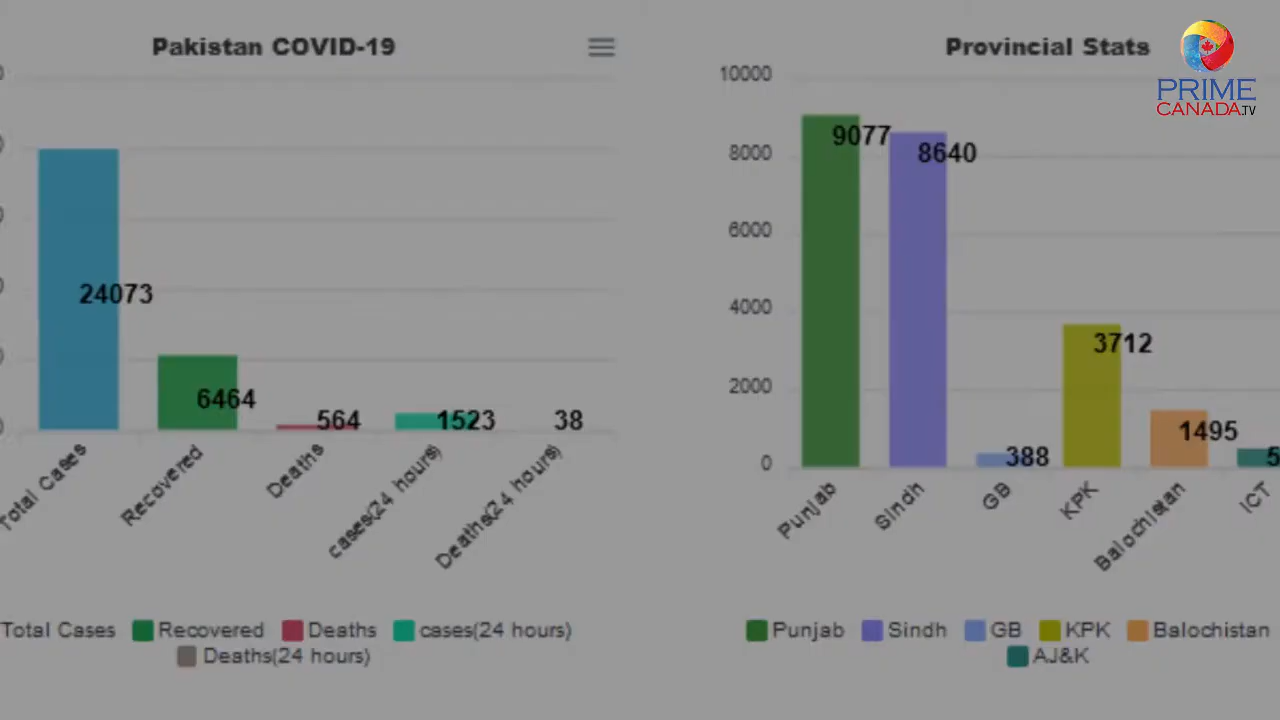 Pakistan COVID-19
24073
6464
564
1523
38
Total Cases
Recovered
Deaths
cases(24 hours)
Deaths(24 hours)
Total Cases
Recovered
Deaths
cases(24 hours)
Deaths(24 hours)
Provincial Stats
PRIME
CANADA.TV
10000
8000
6000
4000
2000
0
9077
8640
388
3712
1495
5
Punjab
Sindh
GB
KPK
Balochistan
ICT
Punjab
Sindh
GB
KPK
Balochistan
AJ&K